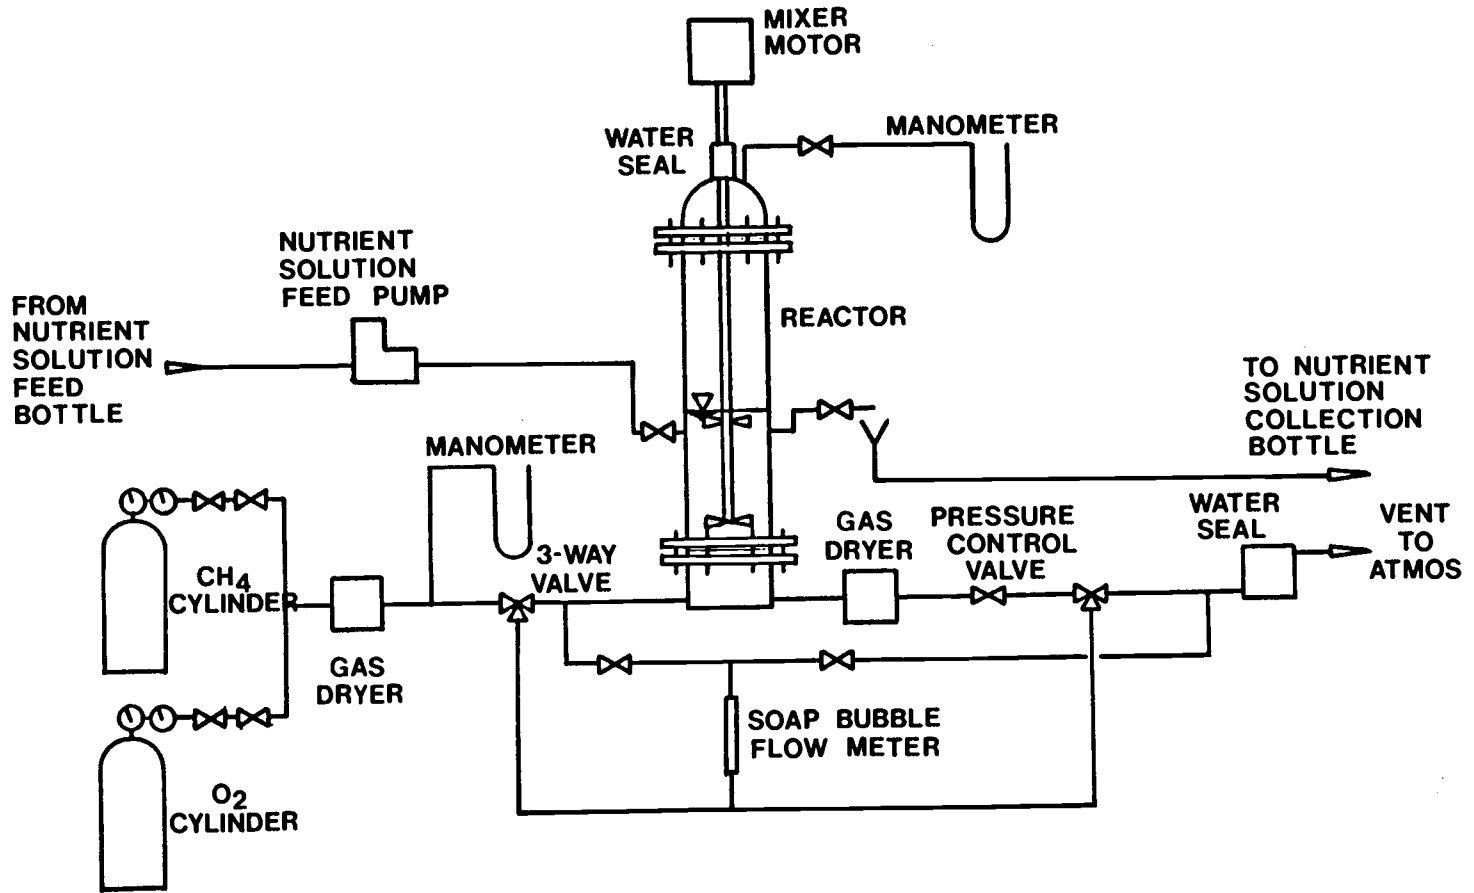 MIXER
MOTOR
WATER
SEAL
MANOMETER
NUTRIENT
SOLUTION
FEED PUMP
FROM
NUTRIENT
SOLUTION
FEED
BOTTLE
REACTOR
TO NUTRIENT
SOLUTION
COLLECTION
BOTTLE
MANOMETER
3-WAY
VALVE
GAS
DRYER
PRESSURE
CONTROL
VALVE
WATER
SEAL
VENT
TO
ATMOS
CH4
CYLINDER
GAS
DRYER
SOAP BUBBLE
FLOW METER
O2
CYLINDER